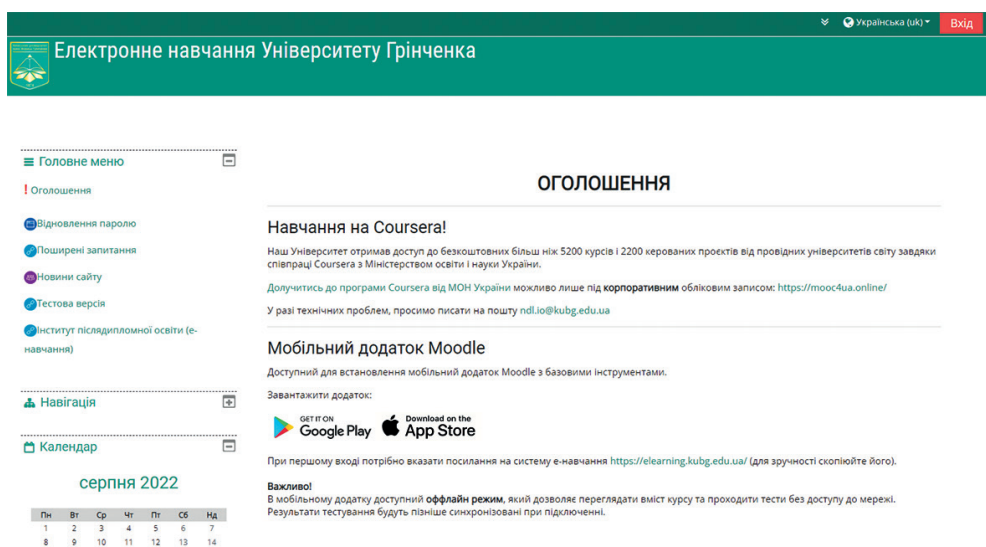 Українська (uk)
Вхід
Електронне навчання Університету Грінченка
Головне меню
! Оголошення
Відновлення паролю
Поширені запитання
Новини сайту
Тестова версія
Інститут післядипломної освіти (е-
навчання)
Навігація
Календар
серпня 2022
Пн Вт Ср Чт Пт Сб Нд
1 2 3 4 5 6 7
8 9 10 11 12 13 14
ОГОЛОШЕННЯ
Навчання на Coursera!
Наш Університет отримав доступ до безкоштовних більш ніж 5200 курсів і 2200 керованих проєктів від провідних університетів світу завдяки
співпраці Coursera з Міністерством освіти і науки України.
Долучитись до програми Coursera від МОН України можливо лише під корпоративним обліковим записом: https://mooc4ua.online/
У разі технічних проблем, просимо писати на пошту ndl.io@kubg.edu.ua
Мобільний додаток Moodle
Доступний для встановлення мобільний додаток Moodle з базовими інструментами.
Завантажити додаток:
GET IT ON
Google Play
Download on the
App Store
При першому вході потрібно вказати посилання на систему е-навчання https://elearning.kubg.edu.ua/ (для зручності скопіюйте його).
Важливо!
В мобільному додатку доступний оффлайн режим, який дозволяє переглядати вміст курсу та проходити тести без доступу до мережі.
Результати тестування будуть пізніше синхронізовані при підключенні.